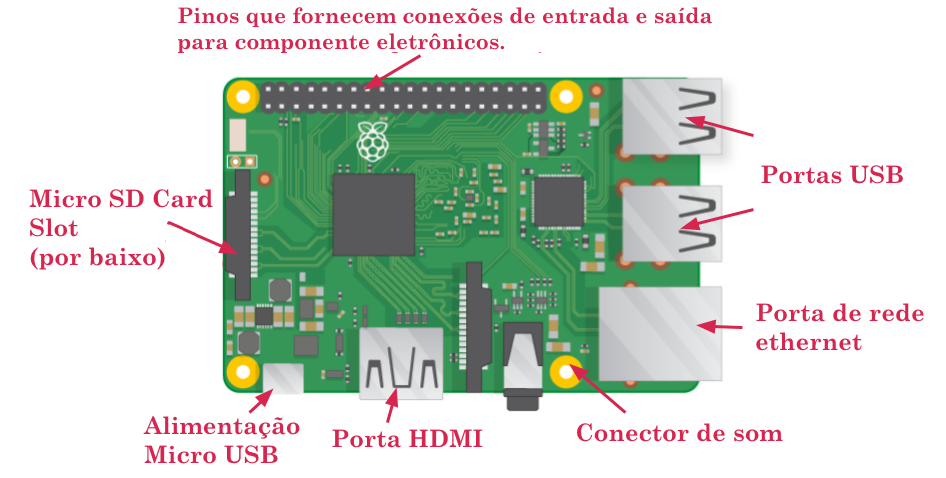 Pinos que fornecem conexões de entrada e saída
para componente eletrônicos.
Micro SD Card
Slot
(por baixo)
Portas USB
Porta de rede
ethernet
Alimentação
Micro USB
Porta HDMI
Conector de som